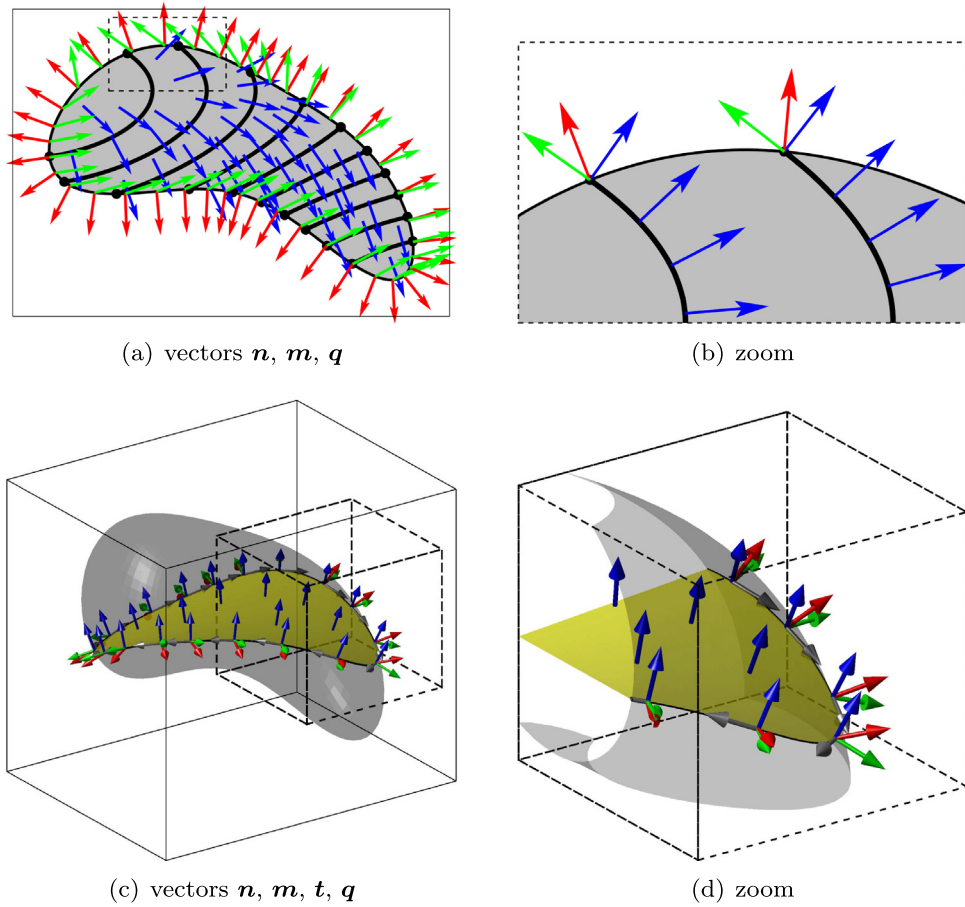 (a) vectors n, m, q
(b) zoom
(c) vectors n, m, t, q
(d) zoom